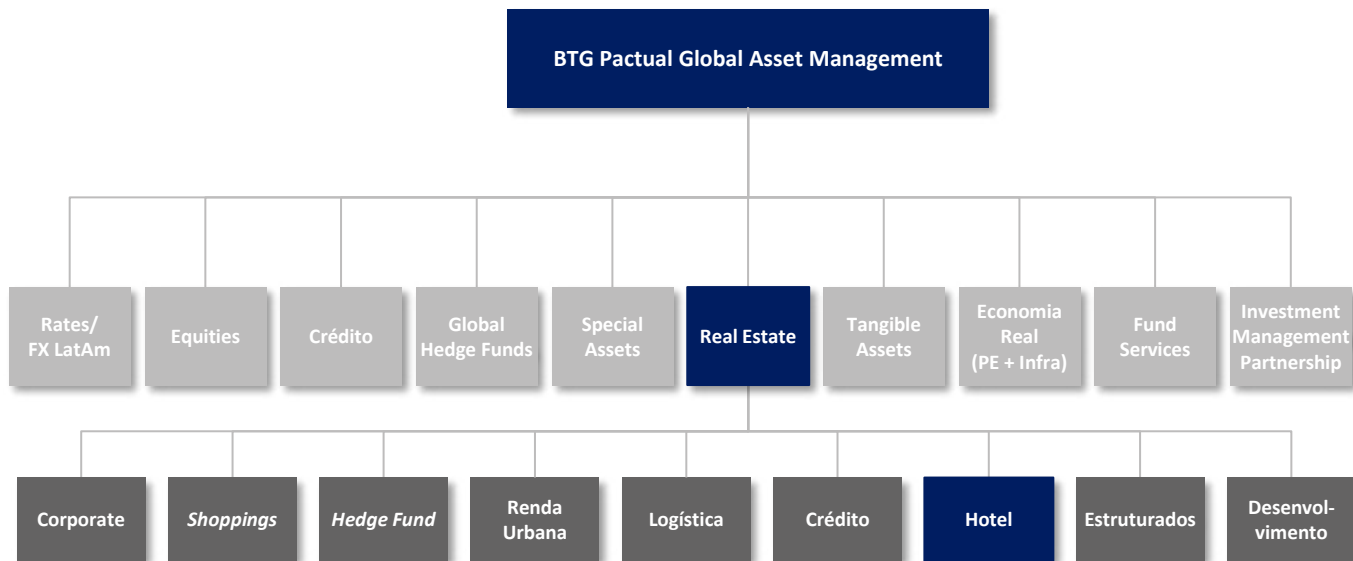 BTG Pactual Global Asset Management
Rates/
FX LatAm
Equities
Crédito
Global
Hedge Funds
Special
Assets
Real Estate
Tangible
Assets
Economia
Real
(PE + Infra)
Fund
Services
Investment
Management
Partnership
Corporate
Shoppings
Hedge Fund
Renda
Urbana
Logística
Crédito
Hotel
Estruturados
Desenvol-
vimento